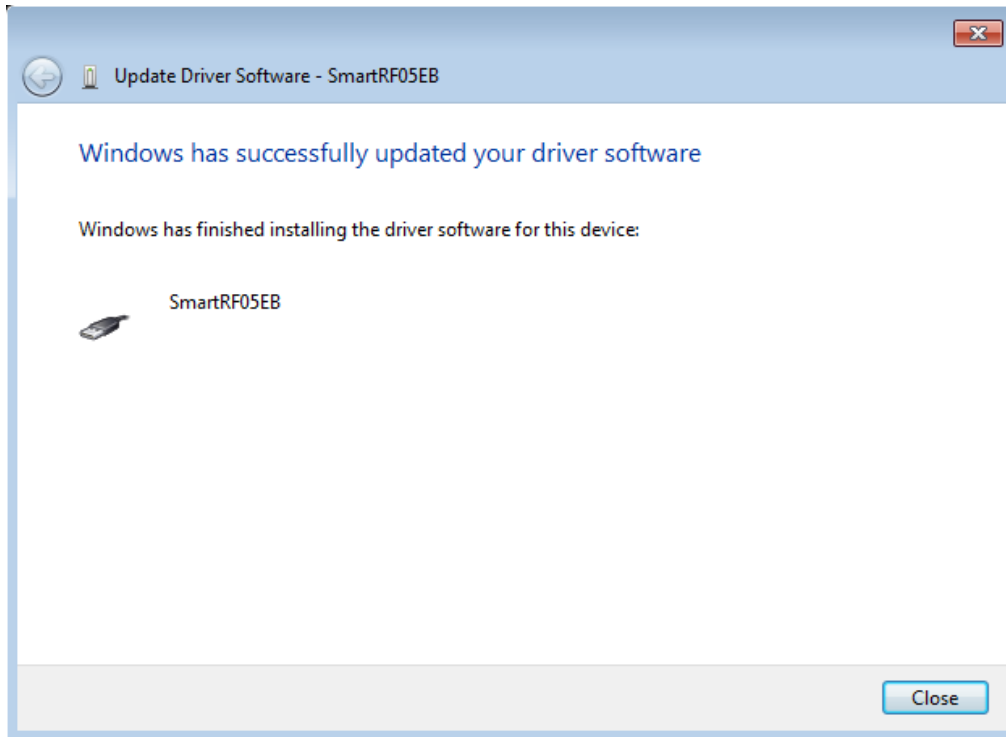 Update Driver Software - SmartRF05EB
Windows has successfully updated your driver software
Windows has finished installing the driver software for this device:
SmartRF05EB
Close